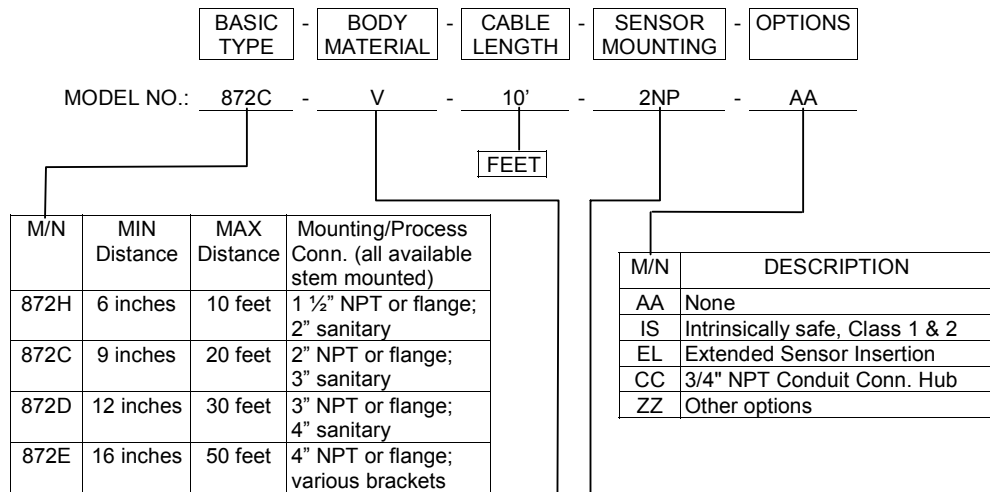 BASIC - BODY - CABLE - SENSOR - OPTIONS
TYPE MATERIAL LENGTH MOUNTING
MODEL NO.: 872C - V - 10’ - 2NP - AA
FEET
M/N MIN Distance MAX Distance Mounting/Process Conn. (all available stem mounted)
872H 6 inches 10 feet 1 ½” NPT or flange; 2” sanitary
872C 9 inches 20 feet 2” NPT or flange; 3” sanitary
872D 12 inches 30 feet 3” NPT or flange; 4” sanitary
872E 16 inches 50 feet 4” NPT or flange; various brackets
M/N DESCRIPTION
AA None
IS Intrinsically safe, Class 1 & 2
EL Extended Sensor Insertion
CC 3/4" NPT Conduit Conn. Hub
ZZ Other options